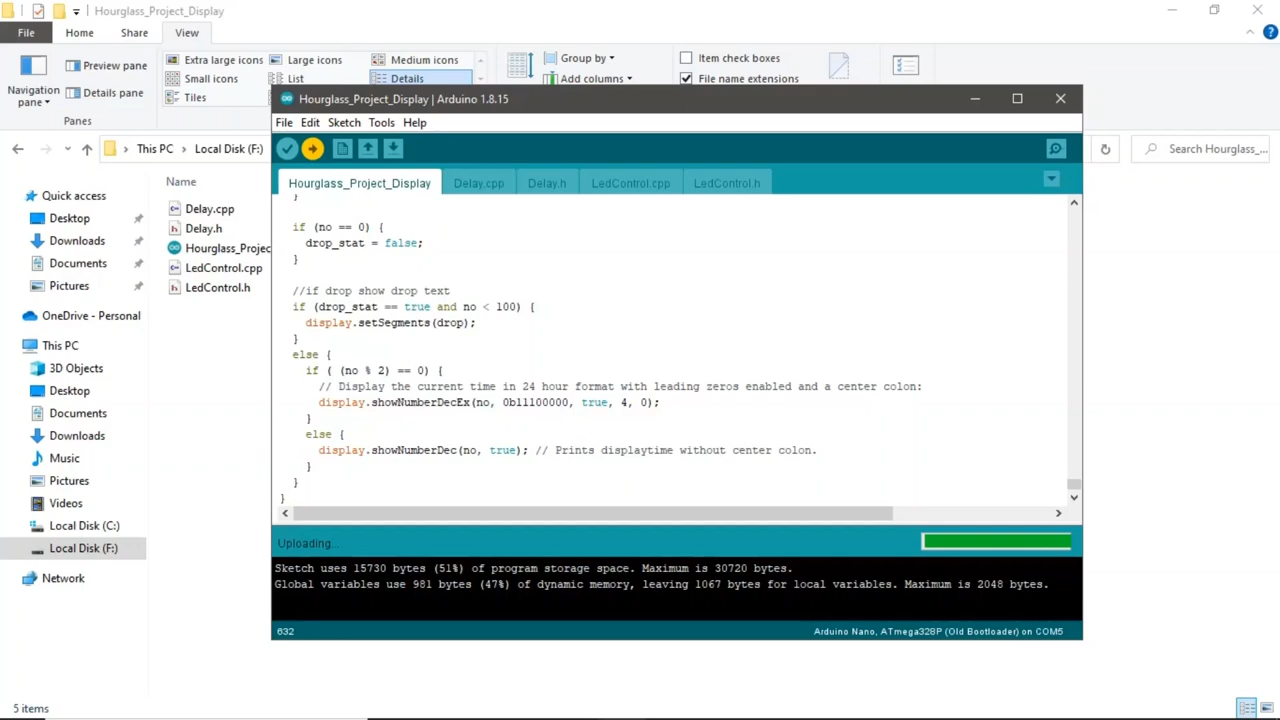 Hourglass_Project_Display
File
Home
Share
View
Navigation
pane
Preview pane
Details pane
Panes
Extra large icons
Large icons
Medium icons
Small icons
List
Details
Tiles
Group by
Add columns
Item check boxes
File name extensions
This PC
Local Disk (F:)
Search Hourglass_...
Quick access
Desktop
Downloads
Documents
Pictures
OneDrive - Personal
This PC
3D Objects
Desktop
Documents
Downloads
Music
Pictures
Videos
Local Disk (C:)
Local Disk (F:)
Network
Name
Delay.cpp
Delay.h
Hourglass_Projec
LedControl.cpp
LedControl.h
Hourglass_Project_Display | Arduino 1.8.15
File Edit Sketch Tools Help
Hourglass_Project_Display Delay.cpp Delay.h LedControl.cpp LedControl.h
}
if (no == 0) {
drop_stat = false;
}
//if drop show drop text
if (drop_stat == true and no < 100) {
display.setSegments(drop);
}
else {
if ( (no % 2) == 0) {
// Display the current time in 24 hour format with leading zeros enabled and a center colon:
display.showNumberDecEx(no, 0b11100000, true, 4, 0);
}
else {
display.showNumberDec(no, true); // Prints displaytime without center colon.
}
}
}
Uploading...
Sketch uses 15730 bytes (51%) of program storage space. Maximum is 30720 bytes.
Global variables use 981 bytes (47%) of dynamic memory, leaving 1067 bytes for local variables. Maximum is 2048 bytes.
632
Arduino Nano, ATmega328P (Old Bootloader) on COM5
5 items